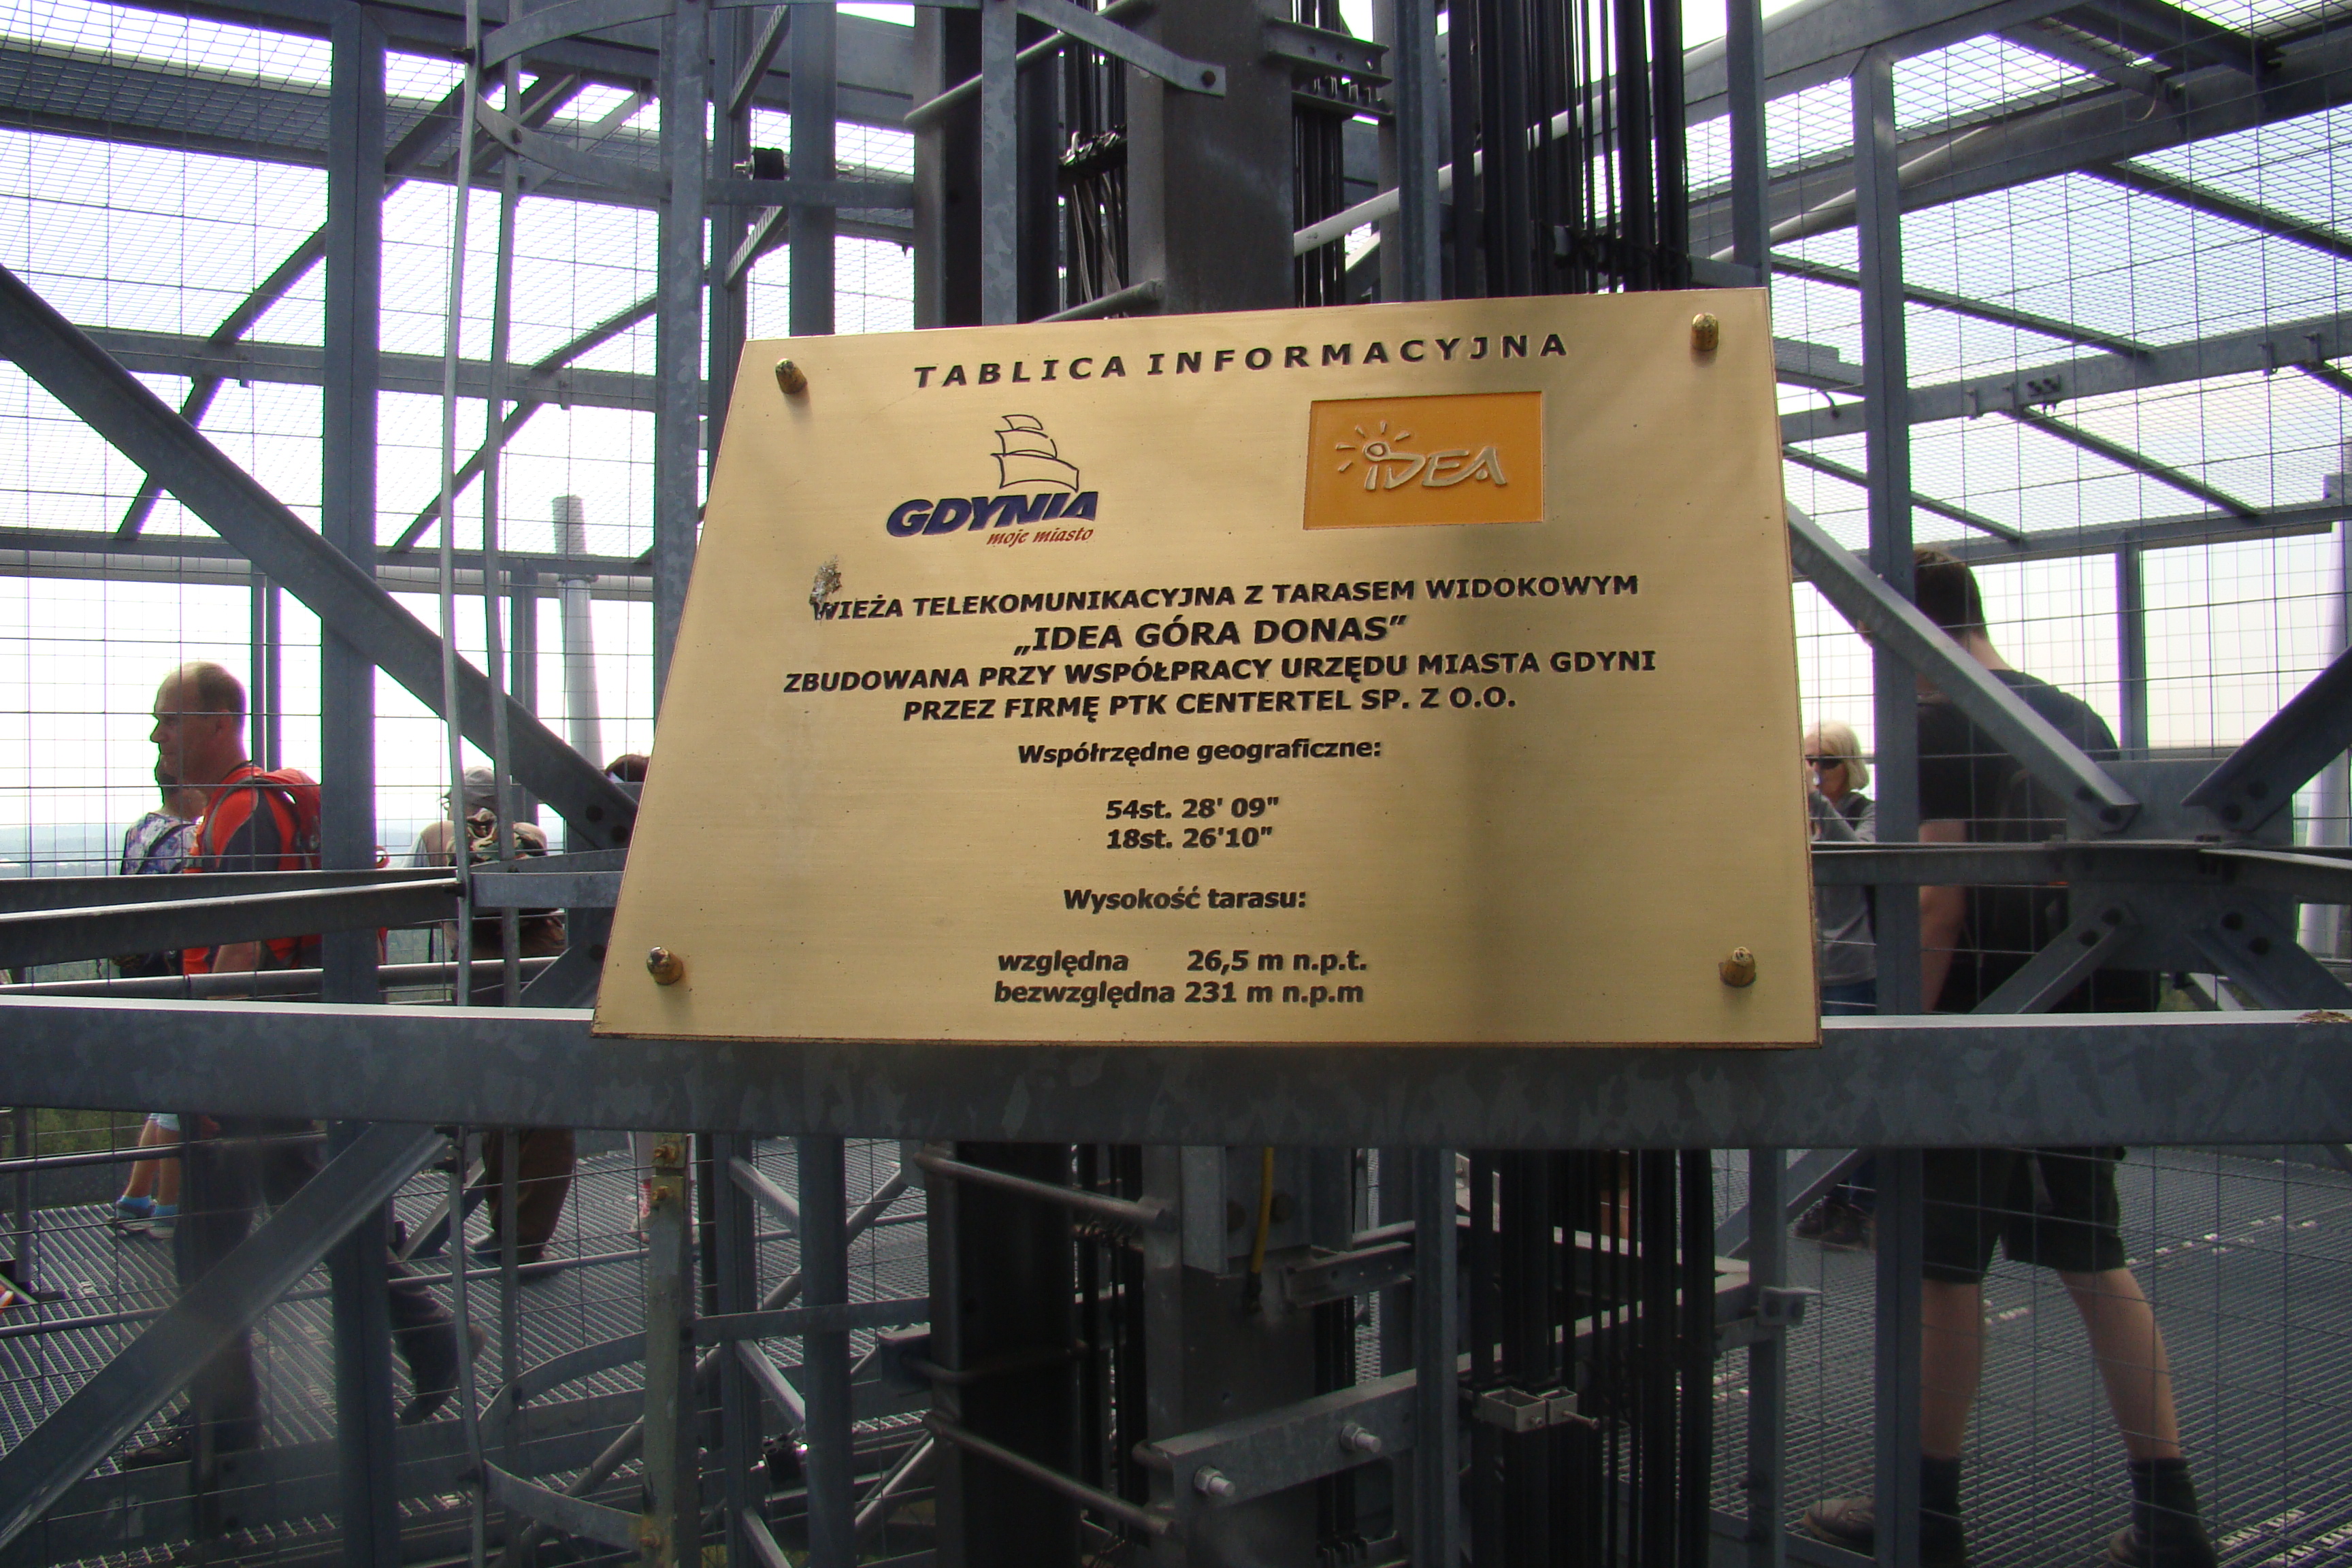 TABLICA INFORMACYJNA
GDYNIA
moje miasto
iDEA
WIEŻA TELEKOMUNIKACYJNA Z TARASEM WIDOKOWYM
„IDEA GÓRA DONAS”
ZBUDOWANA PRZY WSPÓŁPRACY URZĘDU MIASTA GDYNI
PRZEZ FIRMĘ PTK CENTERTEL SP. Z O.O.
Współrzędne geograficzne:
54st. 28' 09"
18st. 26'10"
Wysokość tarasu:
względna 26,5 m n.p.t.
bezwzględna 231 m n.p.m